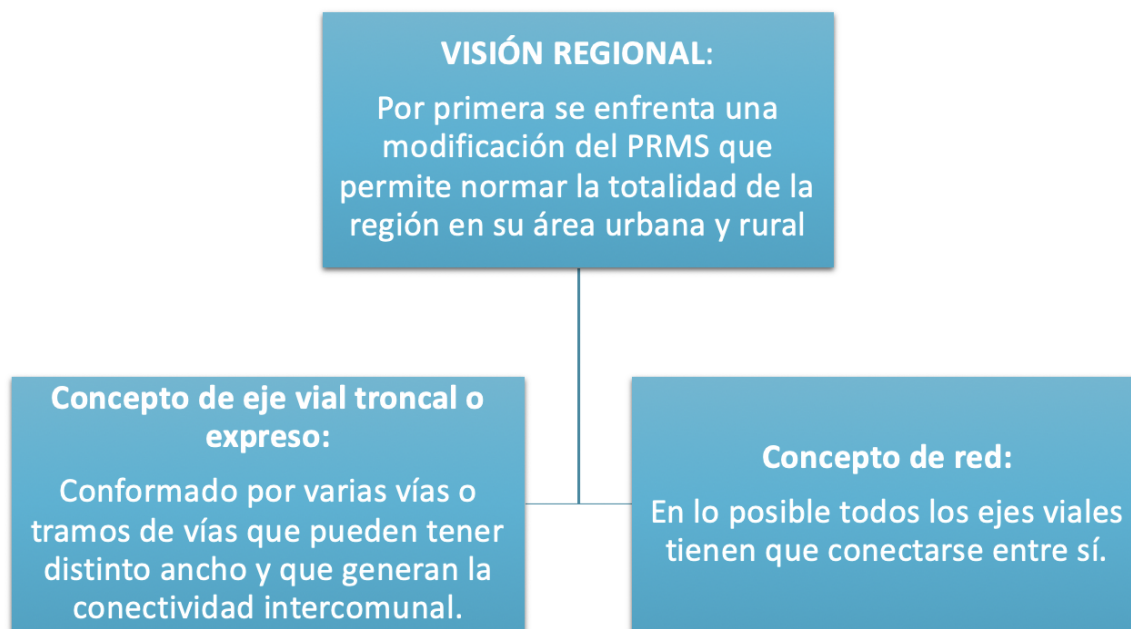 VISIÓN REGIONAL:
Por primera se enfrenta una
modificación del PRMS que
permite normar la totalidad de la
región en su área urbana y rural
Concepto de eje vial troncal o
expreso:
Conformado por varias vías o
tramos de vías que pueden tener
distinto ancho y que generan la
conectividad intercomunal.
Concepto de red:
En lo posible todos los ejes viales
tienen que conectarse entre sí.